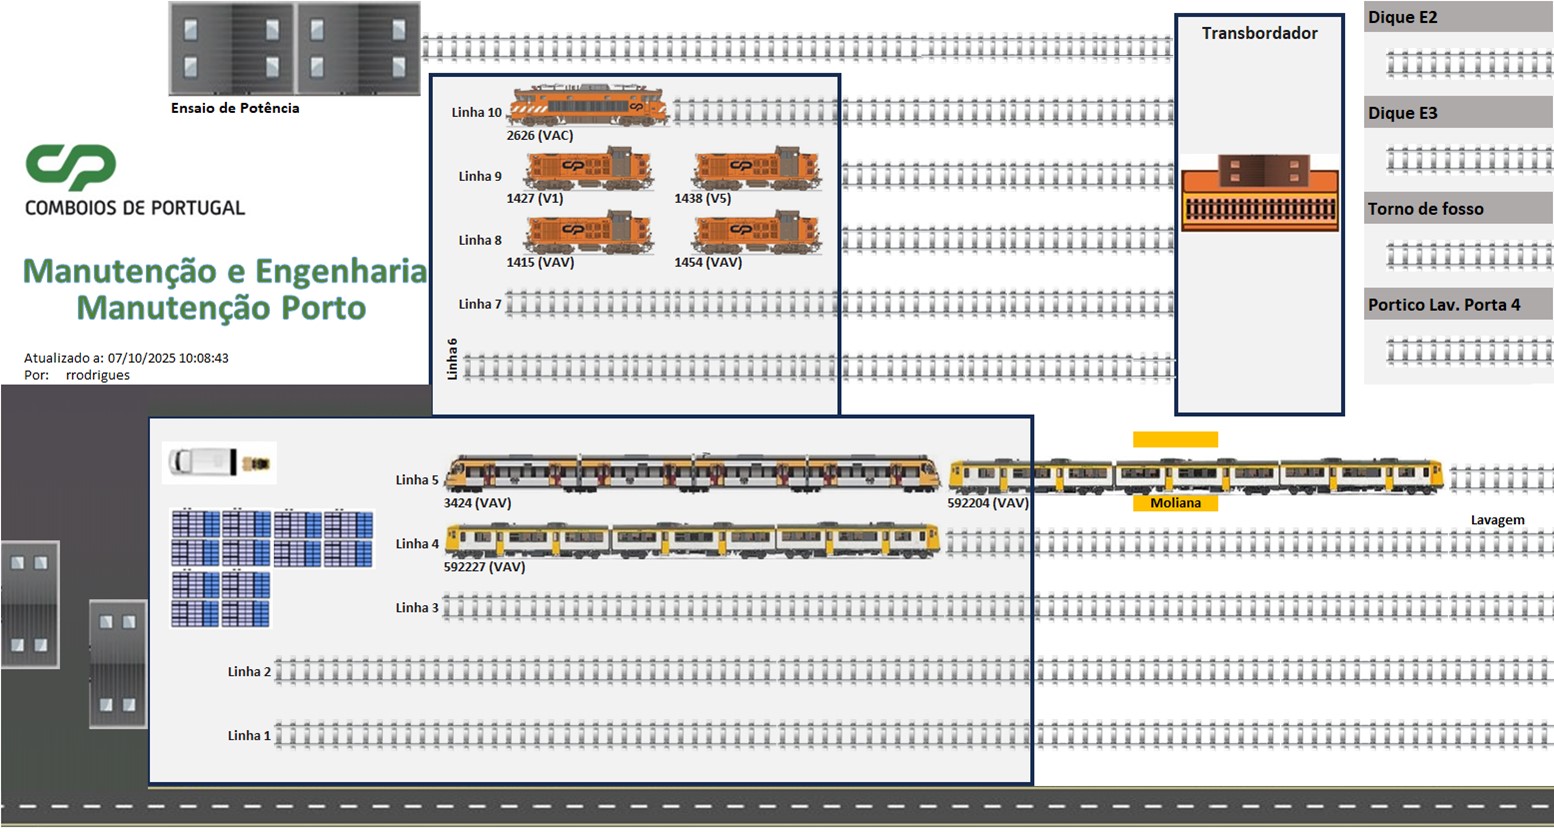 Dique E2
Transbordador
Ensaio de Potência
Linha 10
2626 (VAC)
Dique E3
CP
COMBOIOS DE PORTUGAL
Linha 9
1427 (V1)
1438 (V5)
Torno de fosso
Linha 8
1415 (VAV)
1454 (VAV)
Manutenção e Engenharia
Manutenção Porto
Linha 7
Portico Lav. Porta 4
Linha 6
Atualizado a: 07/10/2025 10:08:43
Por: rrodrigues
Linha 5
3424 (VAV)
592204 (VAV)
Moliana
Lavagem
Linha 4
592227 (VAV)
Linha 3
Linha 2
Linha 1